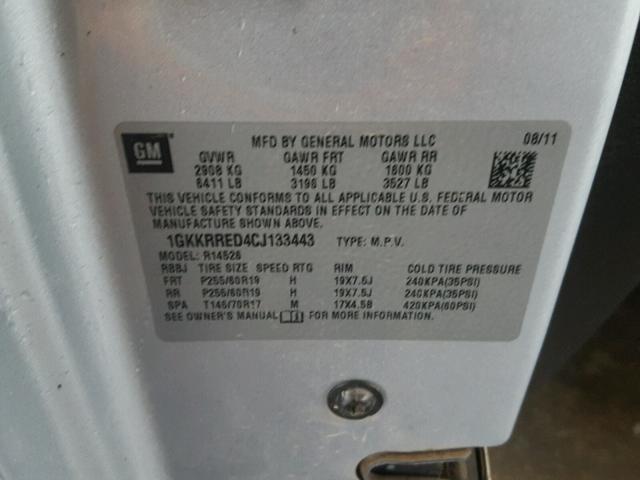 GM
MFD BY GENERAL MOTORS LLC 08/11
GVWR GAWR FRT GAWR RR
2908 KG 1450 KG 1600 KG
6411 LB 3196 LB 3527 LB
THIS VEHICLE CONFORMS TO ALL APPLICABLE U.S. FEDERAL MOTOR
VEHICLE SAFETY STANDARDS IN EFFECT ON THE DATE OF
MANUFACTURE SHOWN ABOVE.
1GKKRRED4CJ133443 TYPE: M.P.V.
MODEL: R14526
RBBJ TIRE SIZE SPEED RTG RIM COLD TIRE PRESSURE
FRT P255/60R19 H 19X7.5J 240KPA(35PSI)
RR P255/60R19 H 19X7.5J 240KPA(35PSI)
SPA T145/70R17 M 17X4.5B 420KPA(60PSI)
SEE OWNER'S MANUAL FOR MORE INFORMATION.